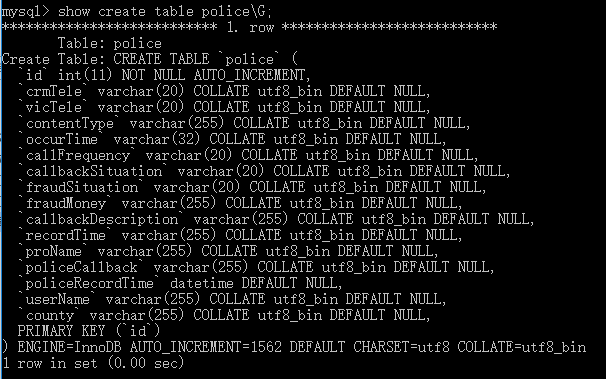 mysql> show create table police\G;
*************************** 1. row ***************************
Table: police
Create Table: CREATE TABLE `police` (
`id` int(11) NOT NULL AUTO_INCREMENT,
`crmTele` varchar(20) COLLATE utf8_bin DEFAULT NULL,
`vicTele` varchar(20) COLLATE utf8_bin DEFAULT NULL,
`contentType` varchar(255) COLLATE utf8_bin DEFAULT NULL,
`occurTime` varchar(32) COLLATE utf8_bin DEFAULT NULL,
`callFrequency` varchar(20) COLLATE utf8_bin DEFAULT NULL,
`callbackSituation` varchar(20) COLLATE utf8_bin DEFAULT NULL,
`fraudSituation` varchar(20) COLLATE utf8_bin DEFAULT NULL,
`fraudMoney` varchar(255) COLLATE utf8_bin DEFAULT NULL,
`callbackDescription` varchar(255) COLLATE utf8_bin DEFAULT NULL,
`recordTime` varchar(255) COLLATE utf8_bin DEFAULT NULL,
`proName` varchar(255) COLLATE utf8_bin DEFAULT NULL,
`policeCallback` varchar(255) COLLATE utf8_bin DEFAULT NULL,
`policeRecordTime` datetime DEFAULT NULL,
`userName` varchar(255) COLLATE utf8_bin DEFAULT NULL,
`county` varchar(255) COLLATE utf8_bin DEFAULT NULL,
PRIMARY KEY (`id`)
) ENGINE=InnoDB AUTO_INCREMENT=1562 DEFAULT CHARSET=utf8 COLLATE=utf8_bin
1 row in set (0.00 sec)